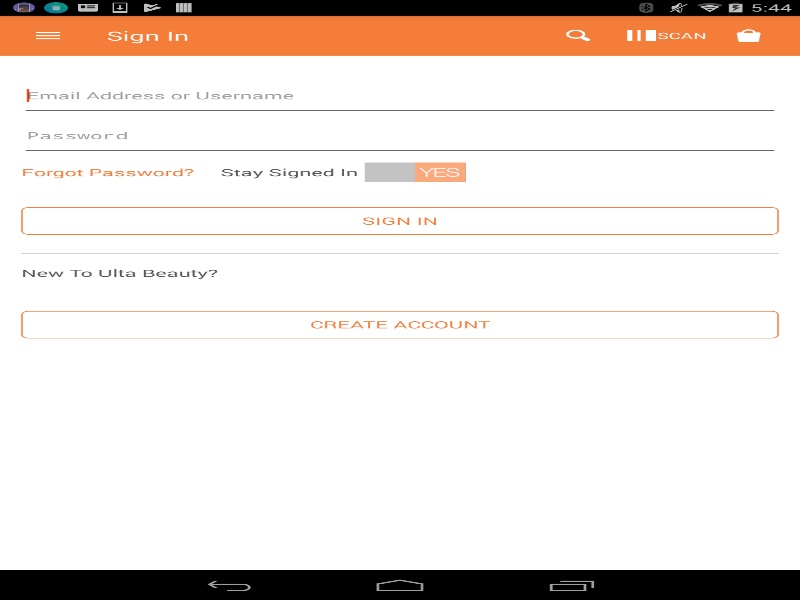 5:44
Sign In
SCAN
Email Address or Username
Password
Forgot Password? Stay Signed In YES
SIGN IN
New To Ulta Beauty?
CREATE ACCOUNT